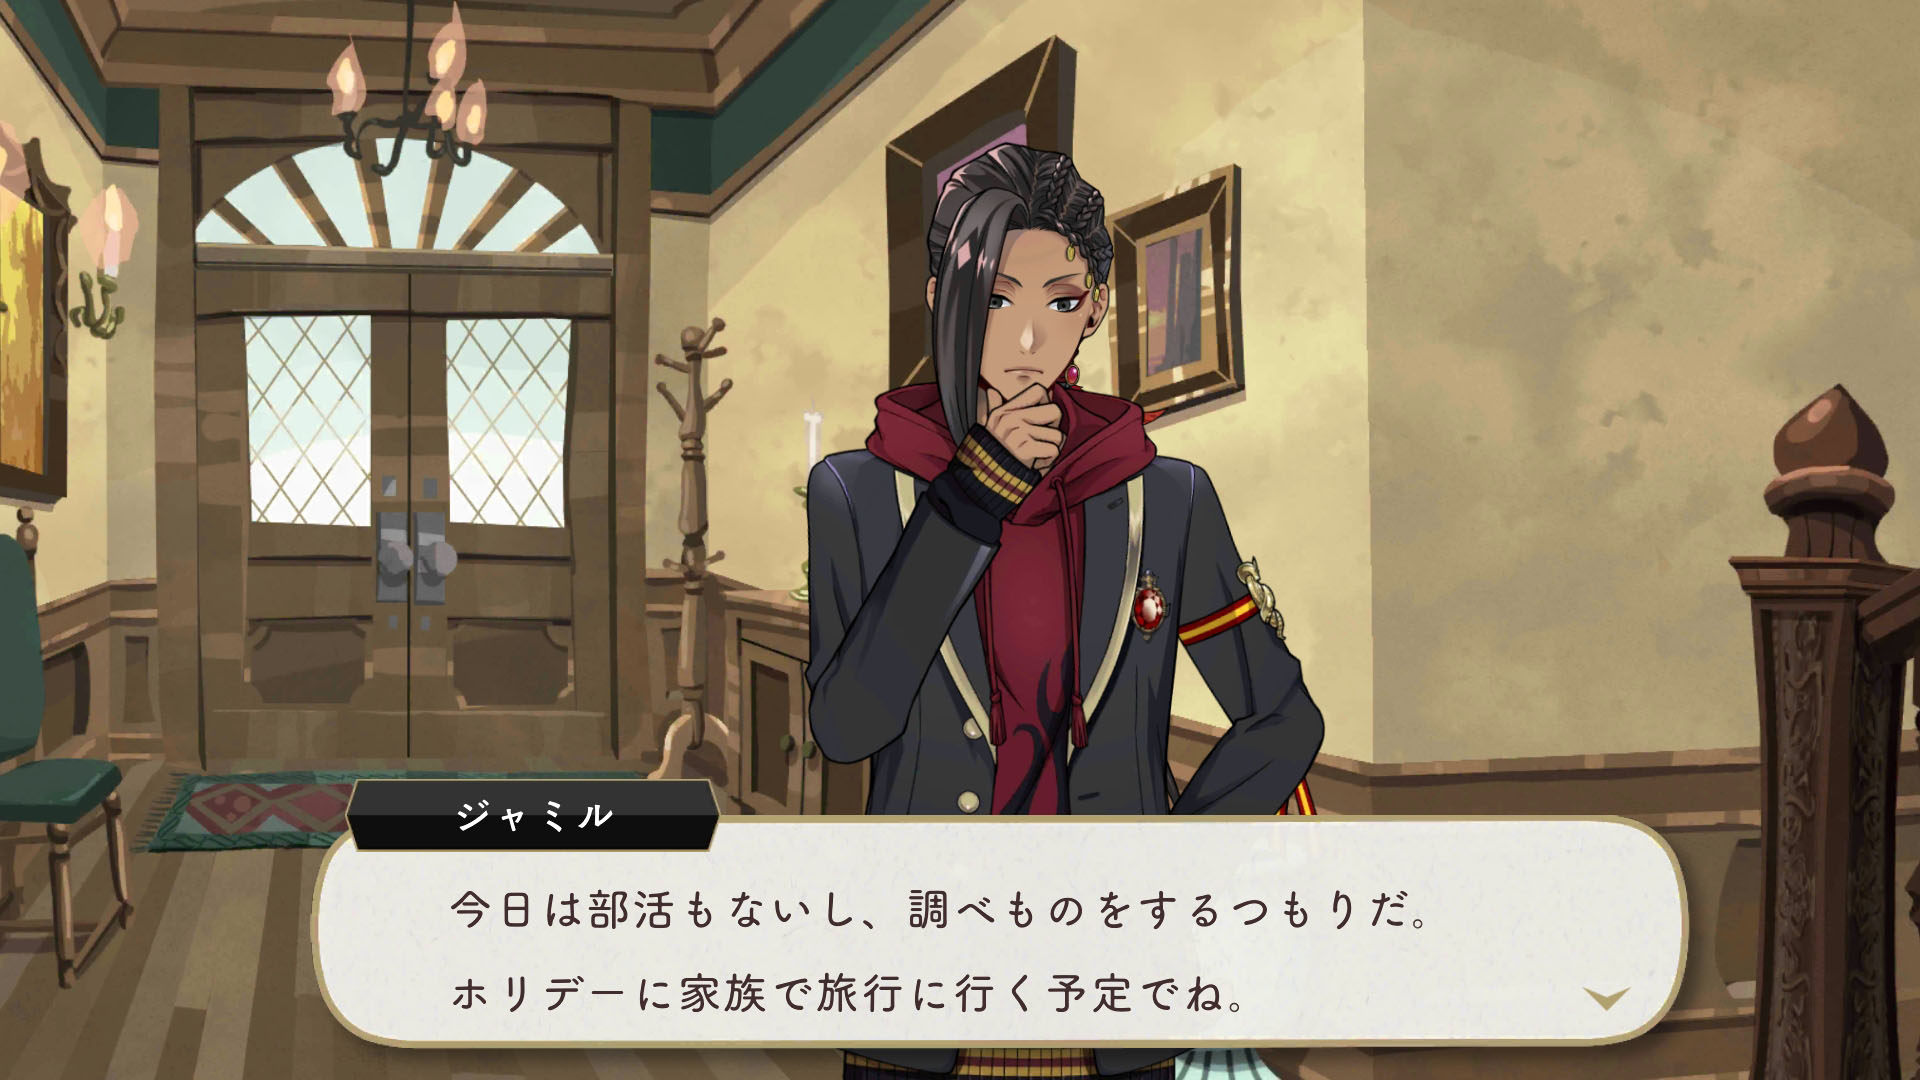 ジャミル
今日は部活もないし、調べものをするつもりだ。
ホリデーに家族で旅行に行く予定でね。